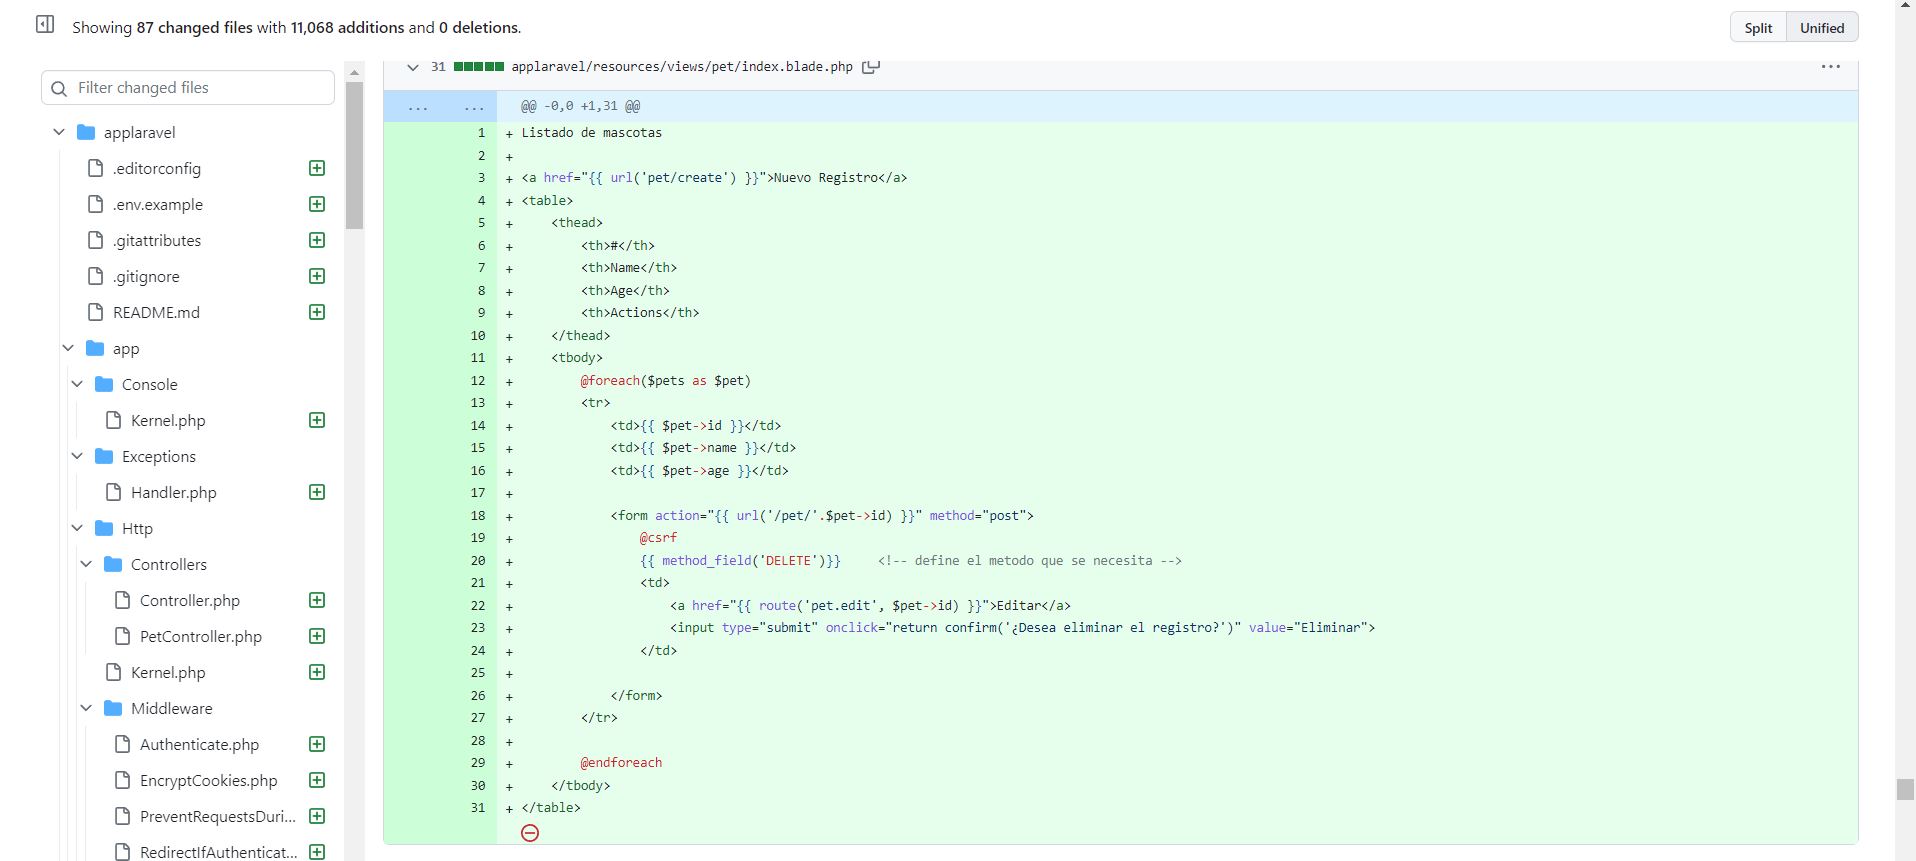 Showing 87 changed files with 11,068 additions and 0 deletions.
Split Unified
Filter changed files
applaravel
.editorconfig
.env.example
.gitattributes
.gitignore
README.md
app
Console
Kernel.php
Exceptions
Handler.php
Http
Controllers
Controller.php
PetController.php
Kernel.php
Middleware
Authenticate.php
EncryptCookies.php
PreventRequestsDuri...
RedirectIfAuthenticat...
31 applaravel/resources/views/pet/index.blade.php ...
... ... @@ -0,0 +1,31 @@
1 + Listado de mascotas
2 +
3 + <a href="{{ url('pet/create') }}">Nuevo Registro</a>
4 + <table>
5 +     <thead>
6 +         <th>#</th>
7 +         <th>Name</th>
8 +         <th>Age</th>
9 +         <th>Actions</th>
10 +     </thead>
11 +     <tbody>
12 +         @foreach($pets as $pet)
13 +         <tr>
14 +             <td>{{ $pet->id }}</td>
15 +             <td>{{ $pet->name }}</td>
16 +             <td>{{ $pet->age }}</td>
17 +
18 +             <form action="{{ url('/pet/'.$pet->id) }}" method="post">
19 +                 @csrf
20 +                 {{ method_field('DELETE')}}     <!-- define el metodo que se necesita -->
21 +                 <td>
22 +                     <a href="{{ route('pet.edit', $pet->id) }}">Editar</a>
23 +                     <input type="submit" onclick="return confirm('¿Desea eliminar el registro?')" value="Eliminar">
24 +                 </td>
25 +
26 +             </form>
27 +         </tr>
28 +
29 +         @endforeach
30 +     </tbody>
31 + </table>